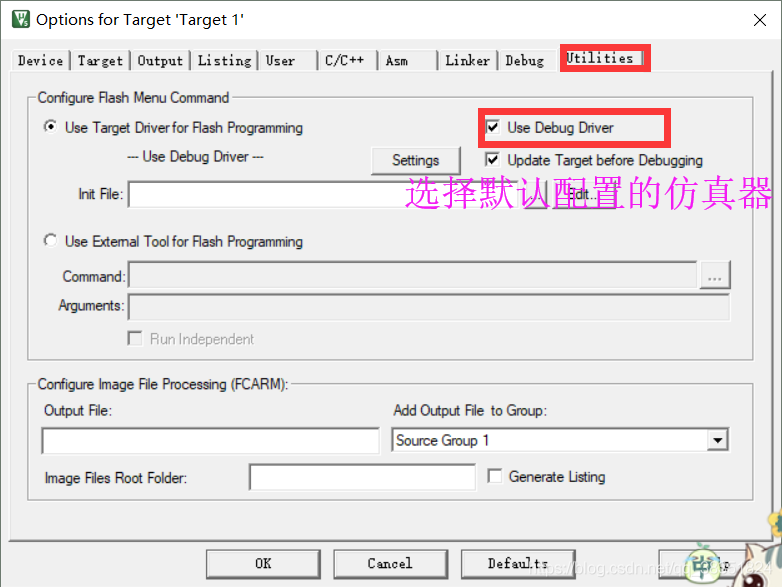 Options for Target 'Target 1'
Device Target Output Listing User C/C++ Asm Linker Debug Utilities
Configure Flash Menu Command
Use Target Driver for Flash Programming
Use Debug Driver
--- Use Debug Driver ---
Settings
Update Target before Debugging
Init File:
Edit...
选择默认配置的仿真器
Use External Tool for Flash Programming
Command:
...
Arguments:
Run Independent
Configure Image File Processing (FCARM):
Output File:
Add Output File to Group:
Source Group 1
Image Files Root Folder:
Generate Listing
OK Cancel Defaults